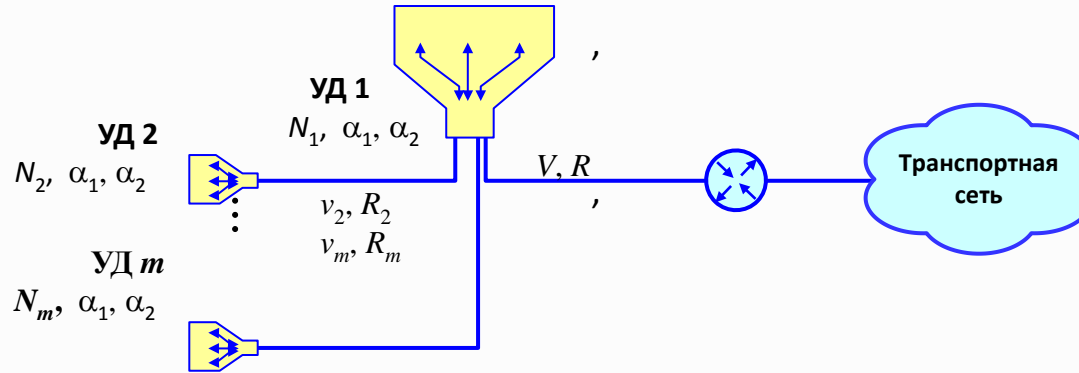 ,
УД 1
N₁, α₁, α₂
УД 2
N₂, α₁, α₂
V, R
,
Транспортная
сеть
v₂, R₂
vₘ, Rₘ
УД m
Nₘ, α₁, α₂